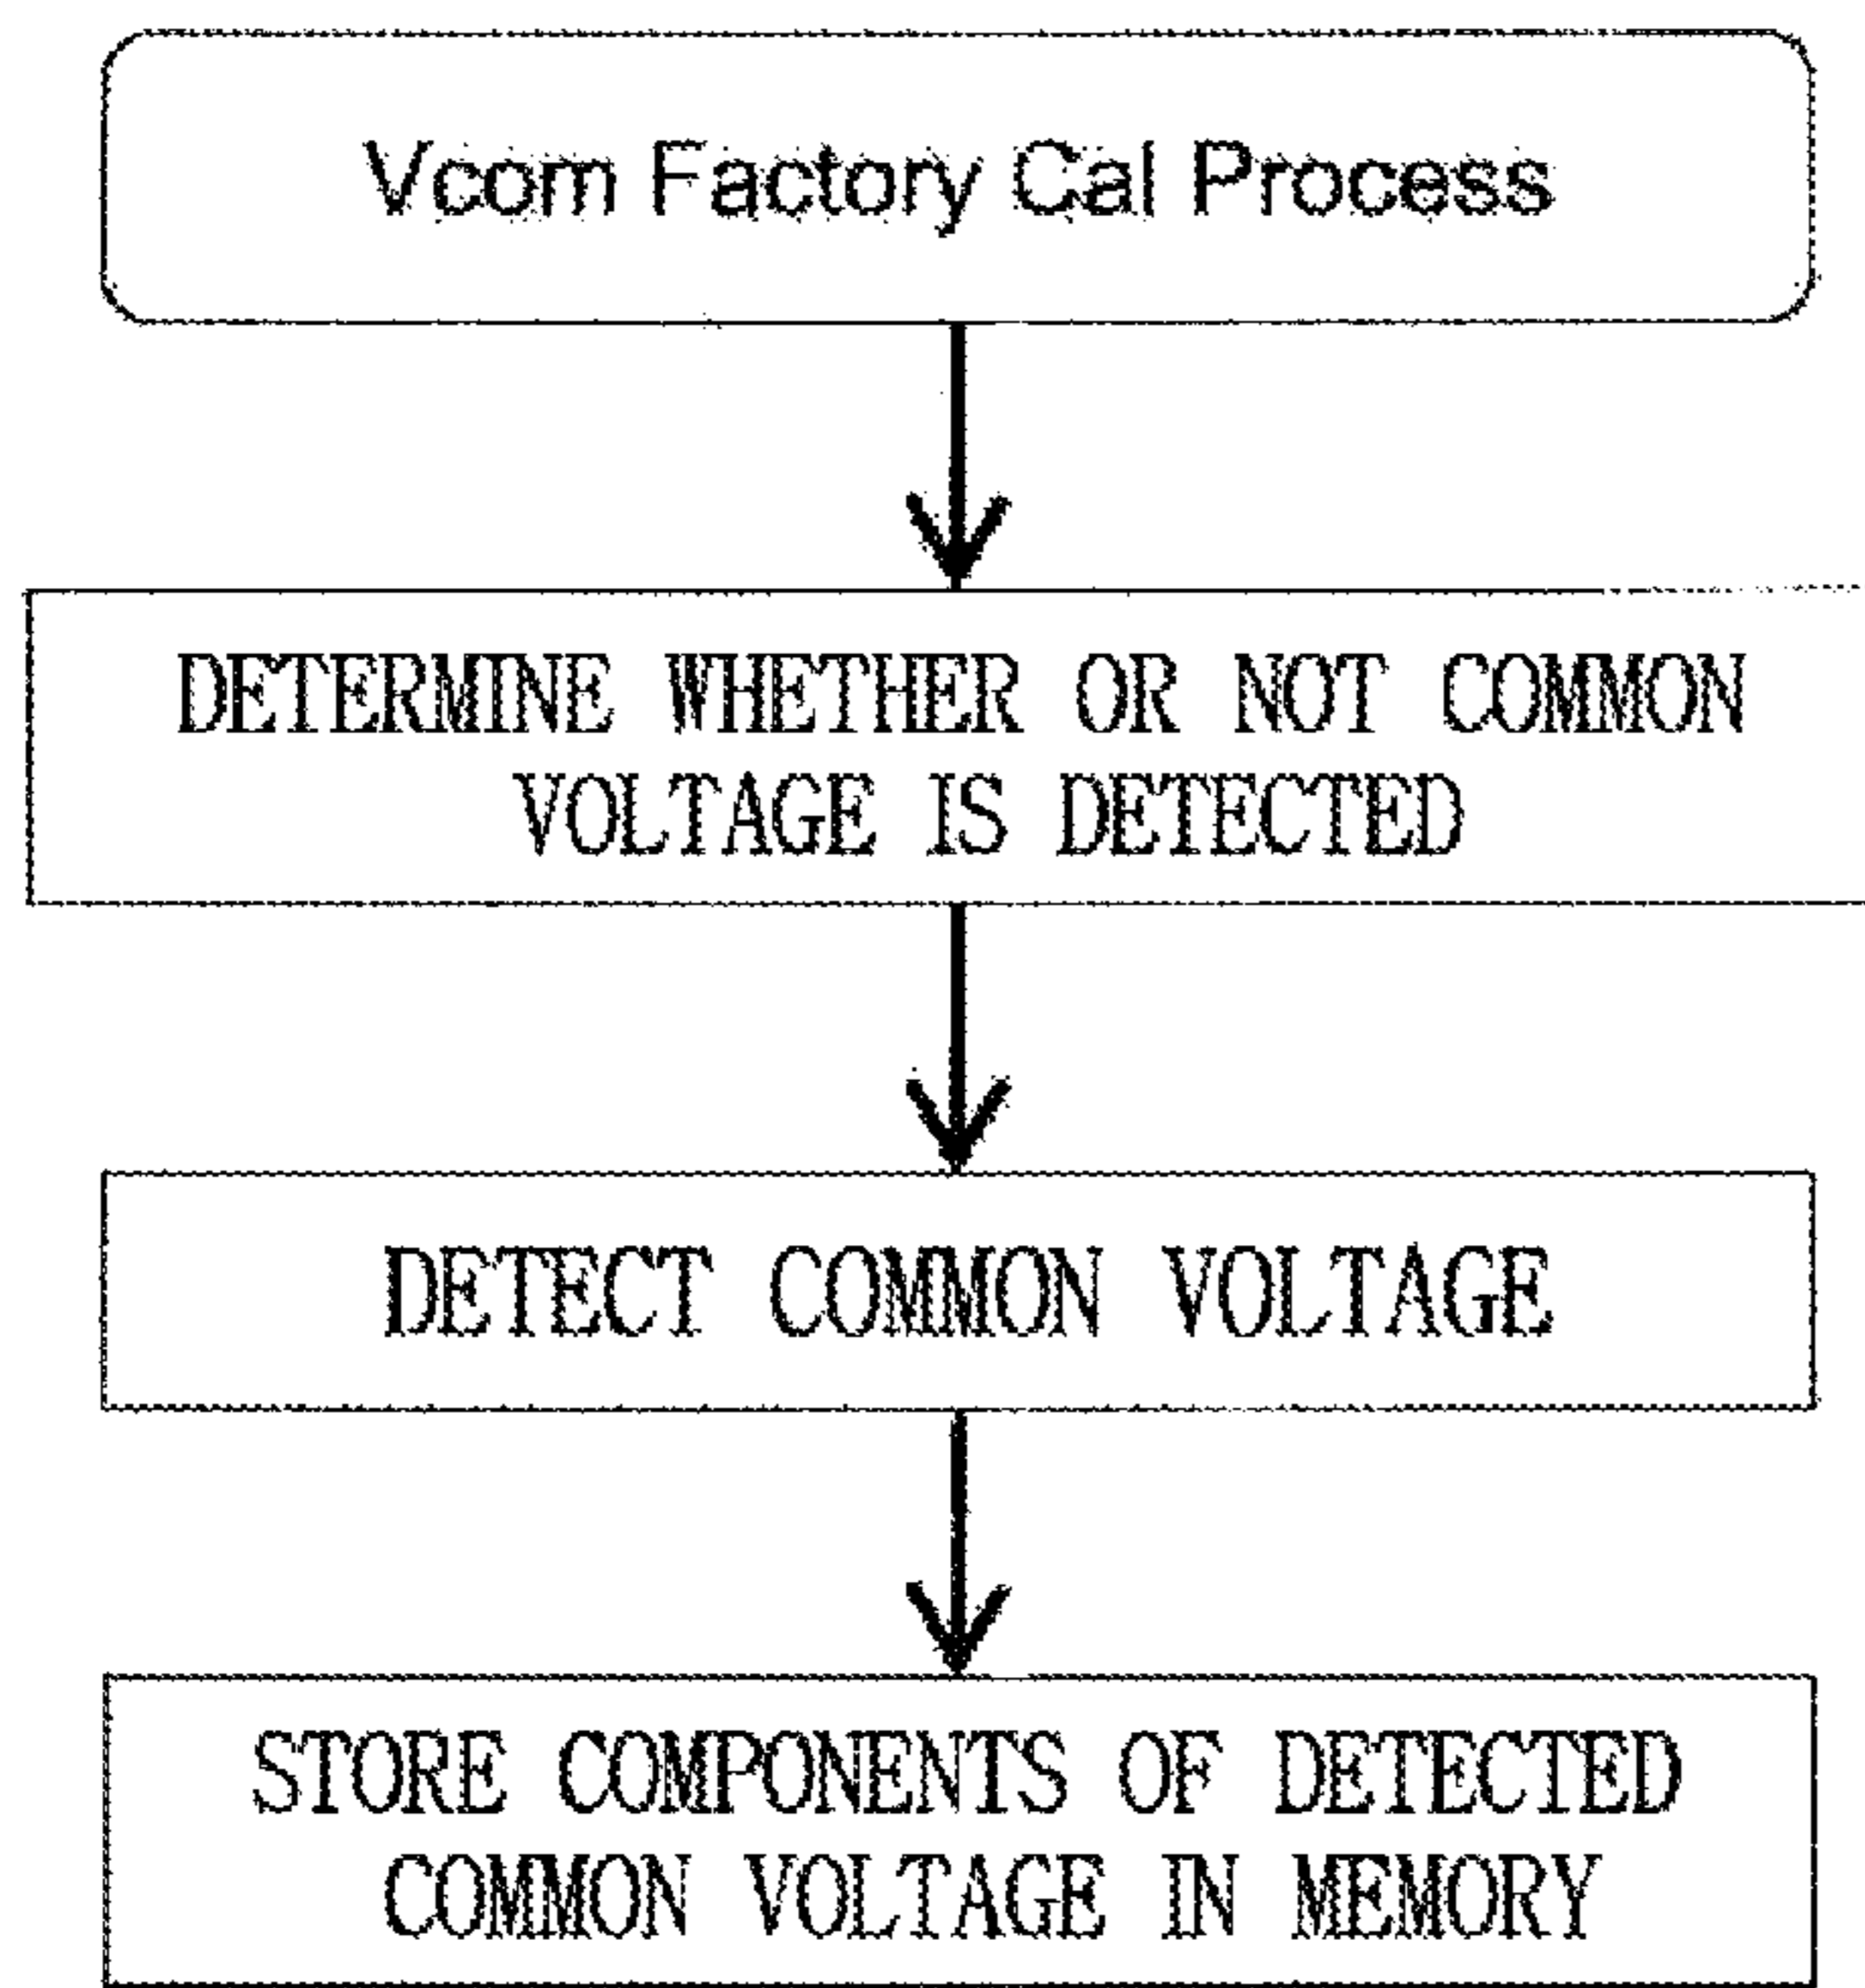 Vcom Factory Cal Process
DETERMINE WHETHER OR NOT COMMON
VOLTAGE IS DETECTED
DETECT COMMON VOLTAGE
STORE COMPONENTS OF DETECTED
COMMON VOLTAGE IN MEMORY